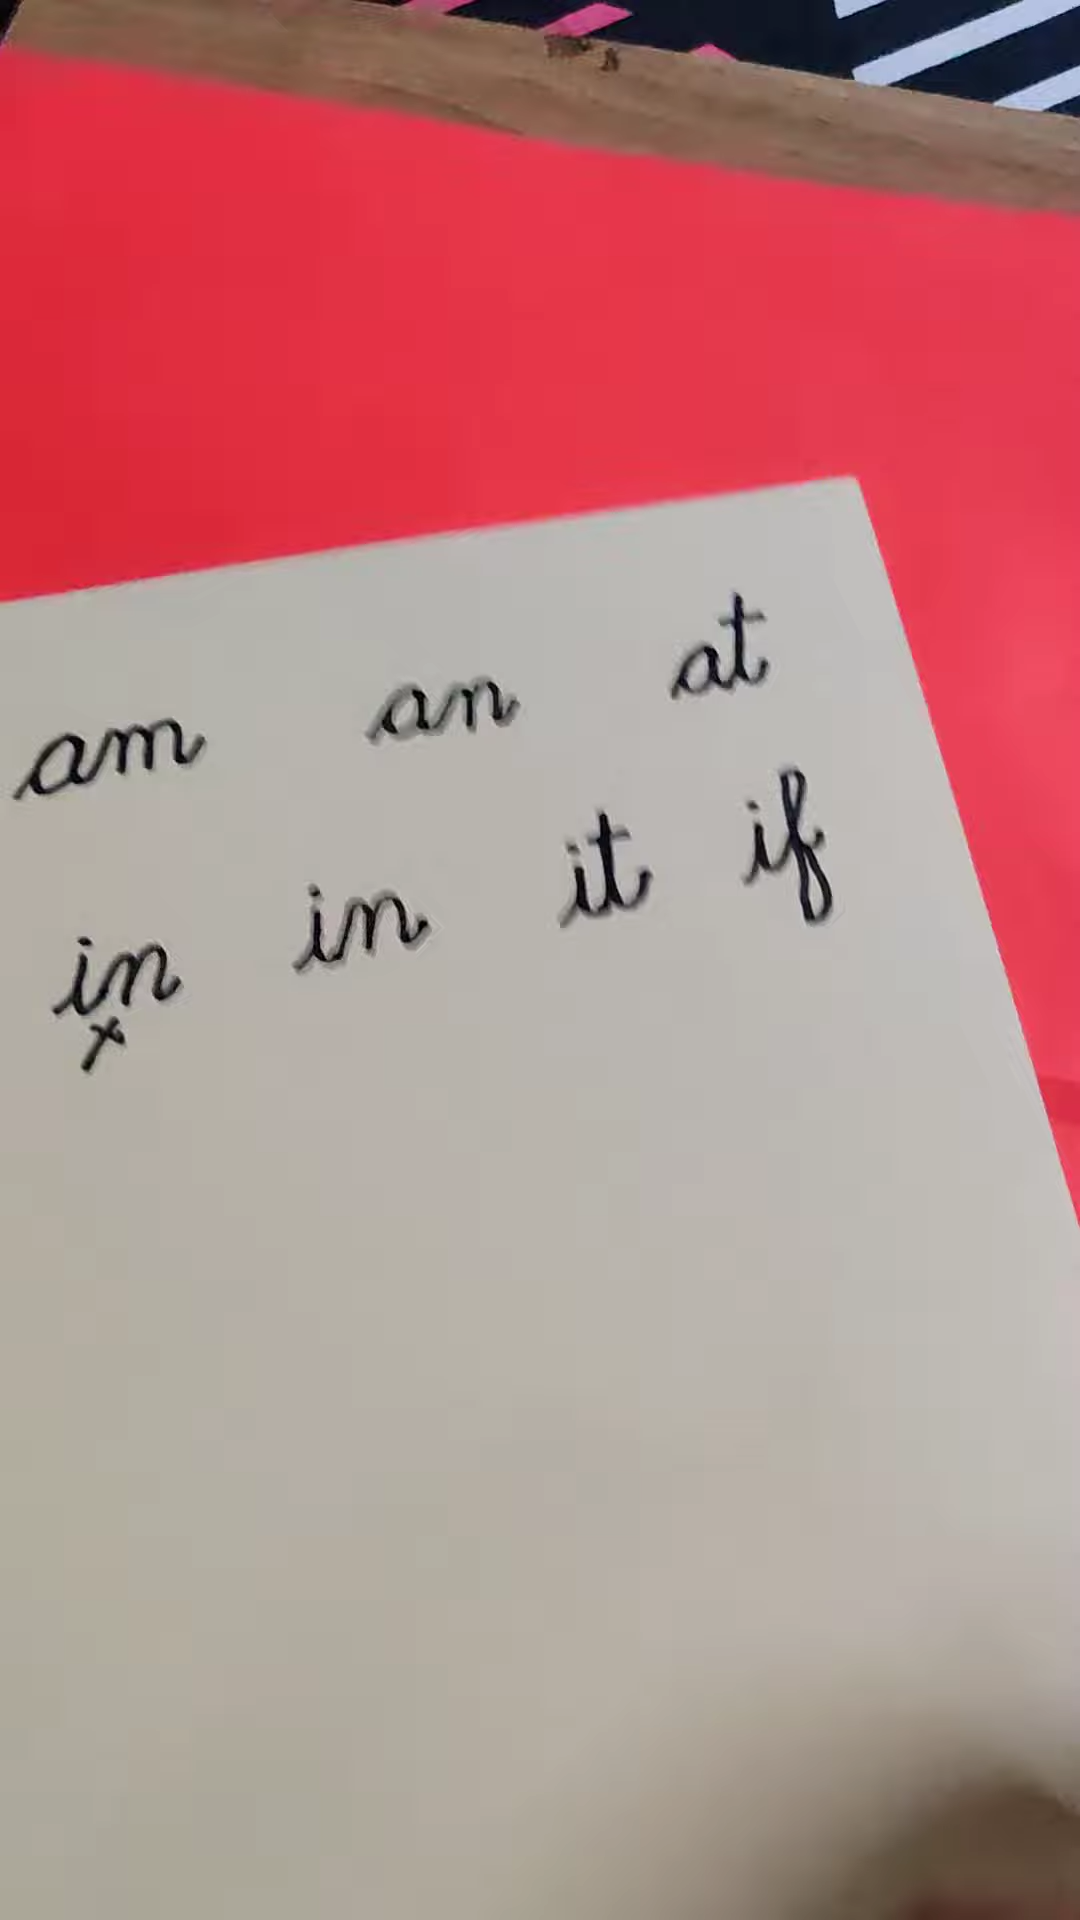 am an at
in in it if
x